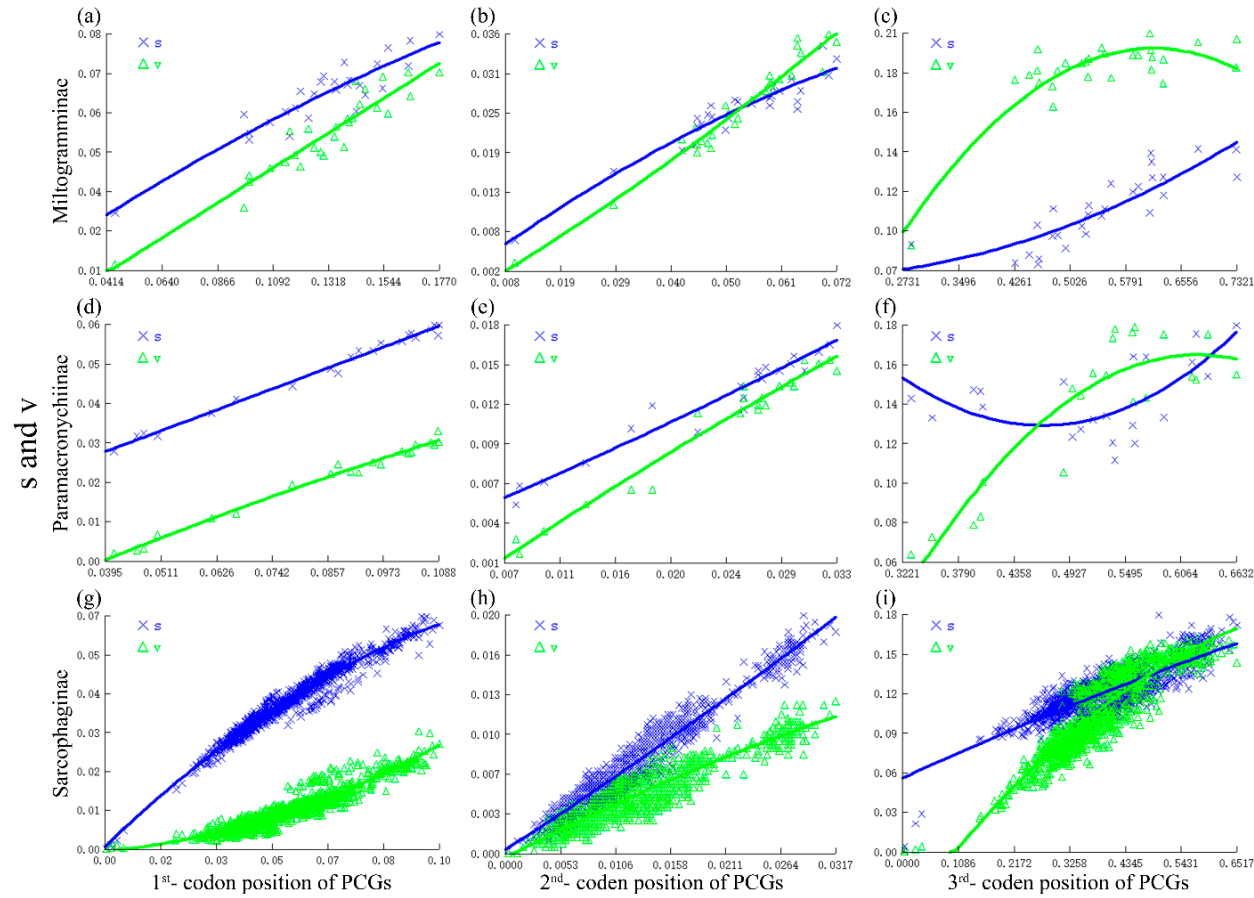 (a)
0.08
0.07
0.06
0.05
0.04
0.02
0.01
s
v
0.0414 0.0640 0.0866 0.1092 0.1318 0.1544 0.1770
(b)
0.036
0.031
0.025
0.019
0.013
0.008
0.002
s
v
0.008 0.019 0.029 0.040 0.050 0.061 0.072
(c)
0.21
0.18
0.16
0.14
0.12
0.10
0.07
0.2731 0.3496 0.4261 0.5026 0.5791 0.6556 0.7321
Miltogramminae
(d)
0.06
0.05
0.04
0.03
0.02
0.01
0.00
s
v
0.0395 0.0511 0.0626 0.0742 0.0857 0.0973 0.1088
(e)
0.018
0.015
0.012
0.009
0.007
0.004
0.001
s
v
0.007 0.011 0.016 0.020 0.024 0.029 0.033
(f)
0.18
0.16
0.14
0.12
0.10
0.08
0.06
s
v
0.3221 0.3790 0.4358 0.4927 0.5495 0.6064 0.6632
Paramacronychiinae
s and v
(g)
0.07
0.05
0.04
0.03
0.02
0.01
0.00
s
v
0.00 0.02 0.03 0.05 0.07 0.08 0.10
(h)
0.020
0.016
0.013
0.010
0.007
0.003
0.000
s
v
0.0000 0.0053 0.0106 0.0158 0.0211 0.0264 0.0317
(i)
0.18
0.15
0.12
0.09
0.06
0.03
0.00
s
v
0.0000 0.1086 0.2172 0.3258 0.4345 0.5431 0.6517
Sarcophaginae
1st- codon position of PCGs
2nd- coden position of PCGs
3rd- coden position of PCGs